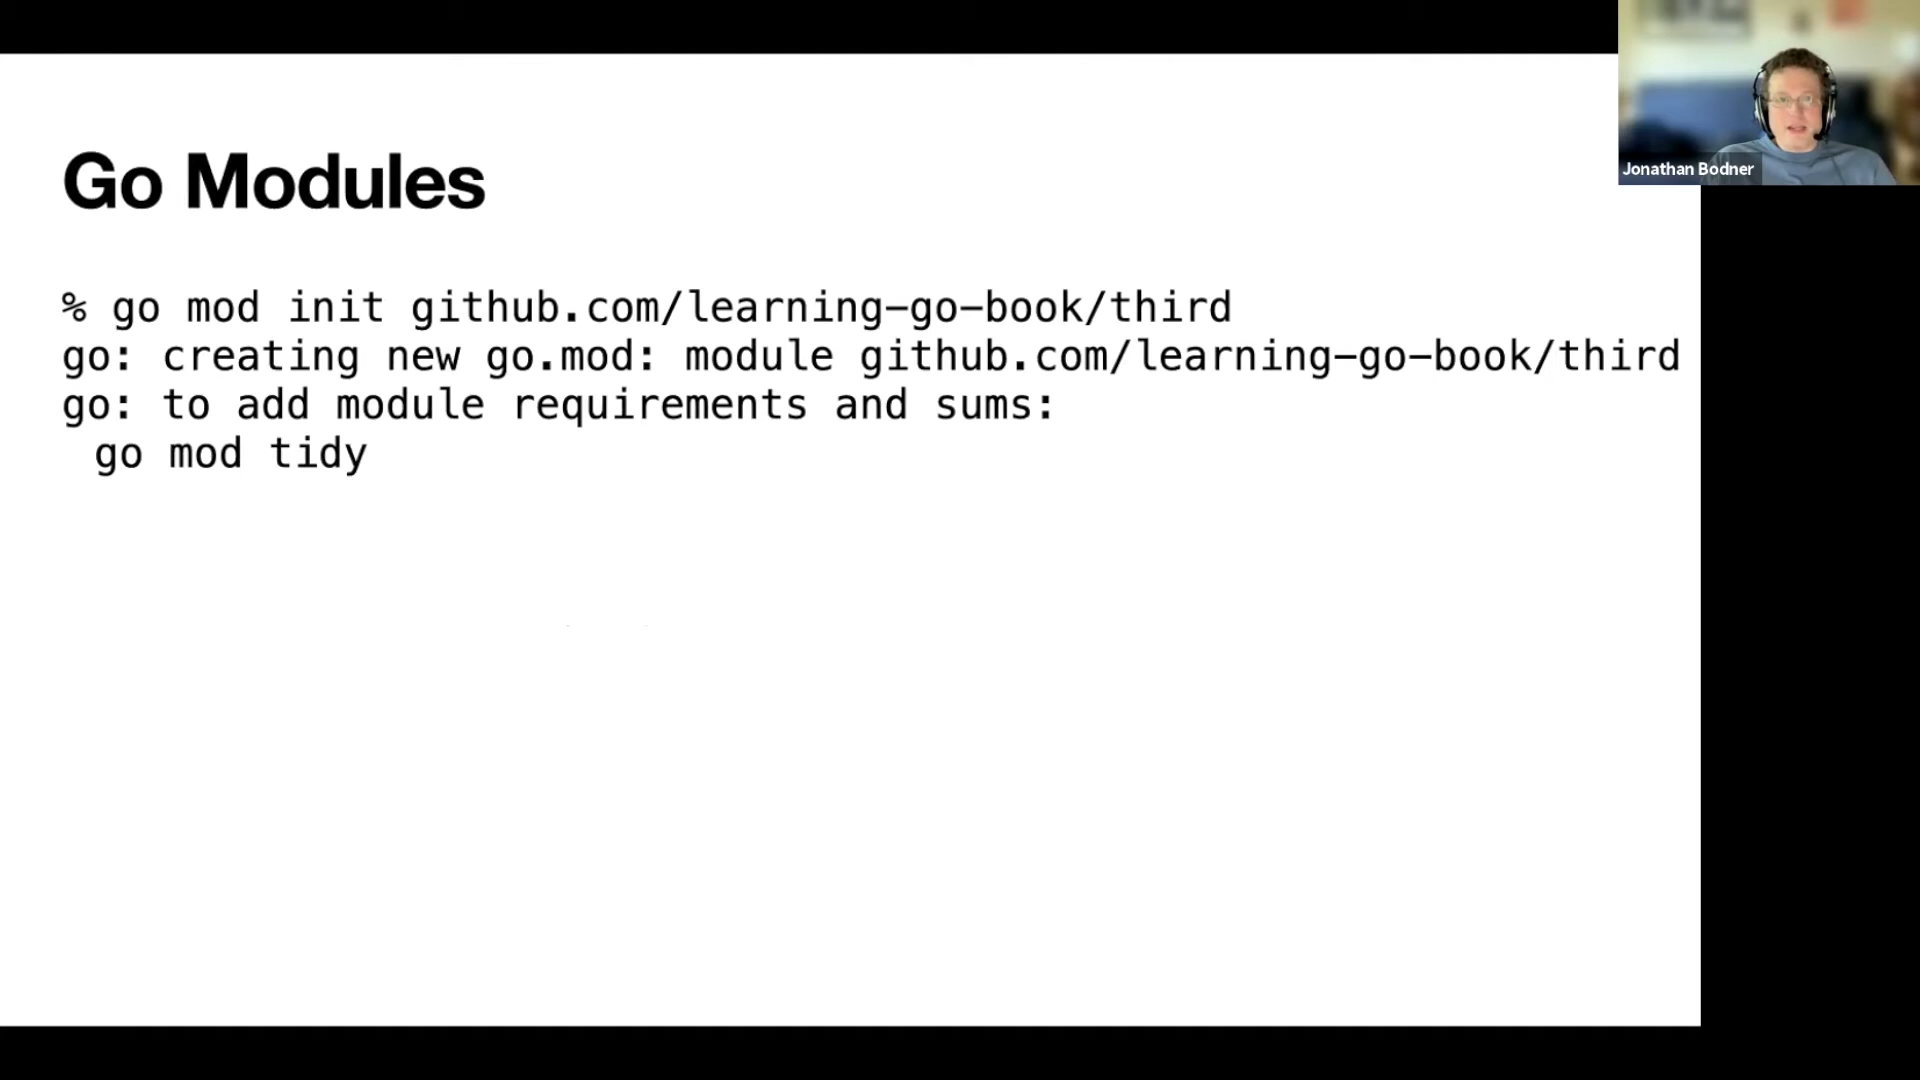 Go Modules
% go mod init github.com/learning-go-book/third
go: creating new go.mod: module github.com/learning-go-book/third
go: to add module requirements and sums:
go mod tidy
Jonathan Bodner